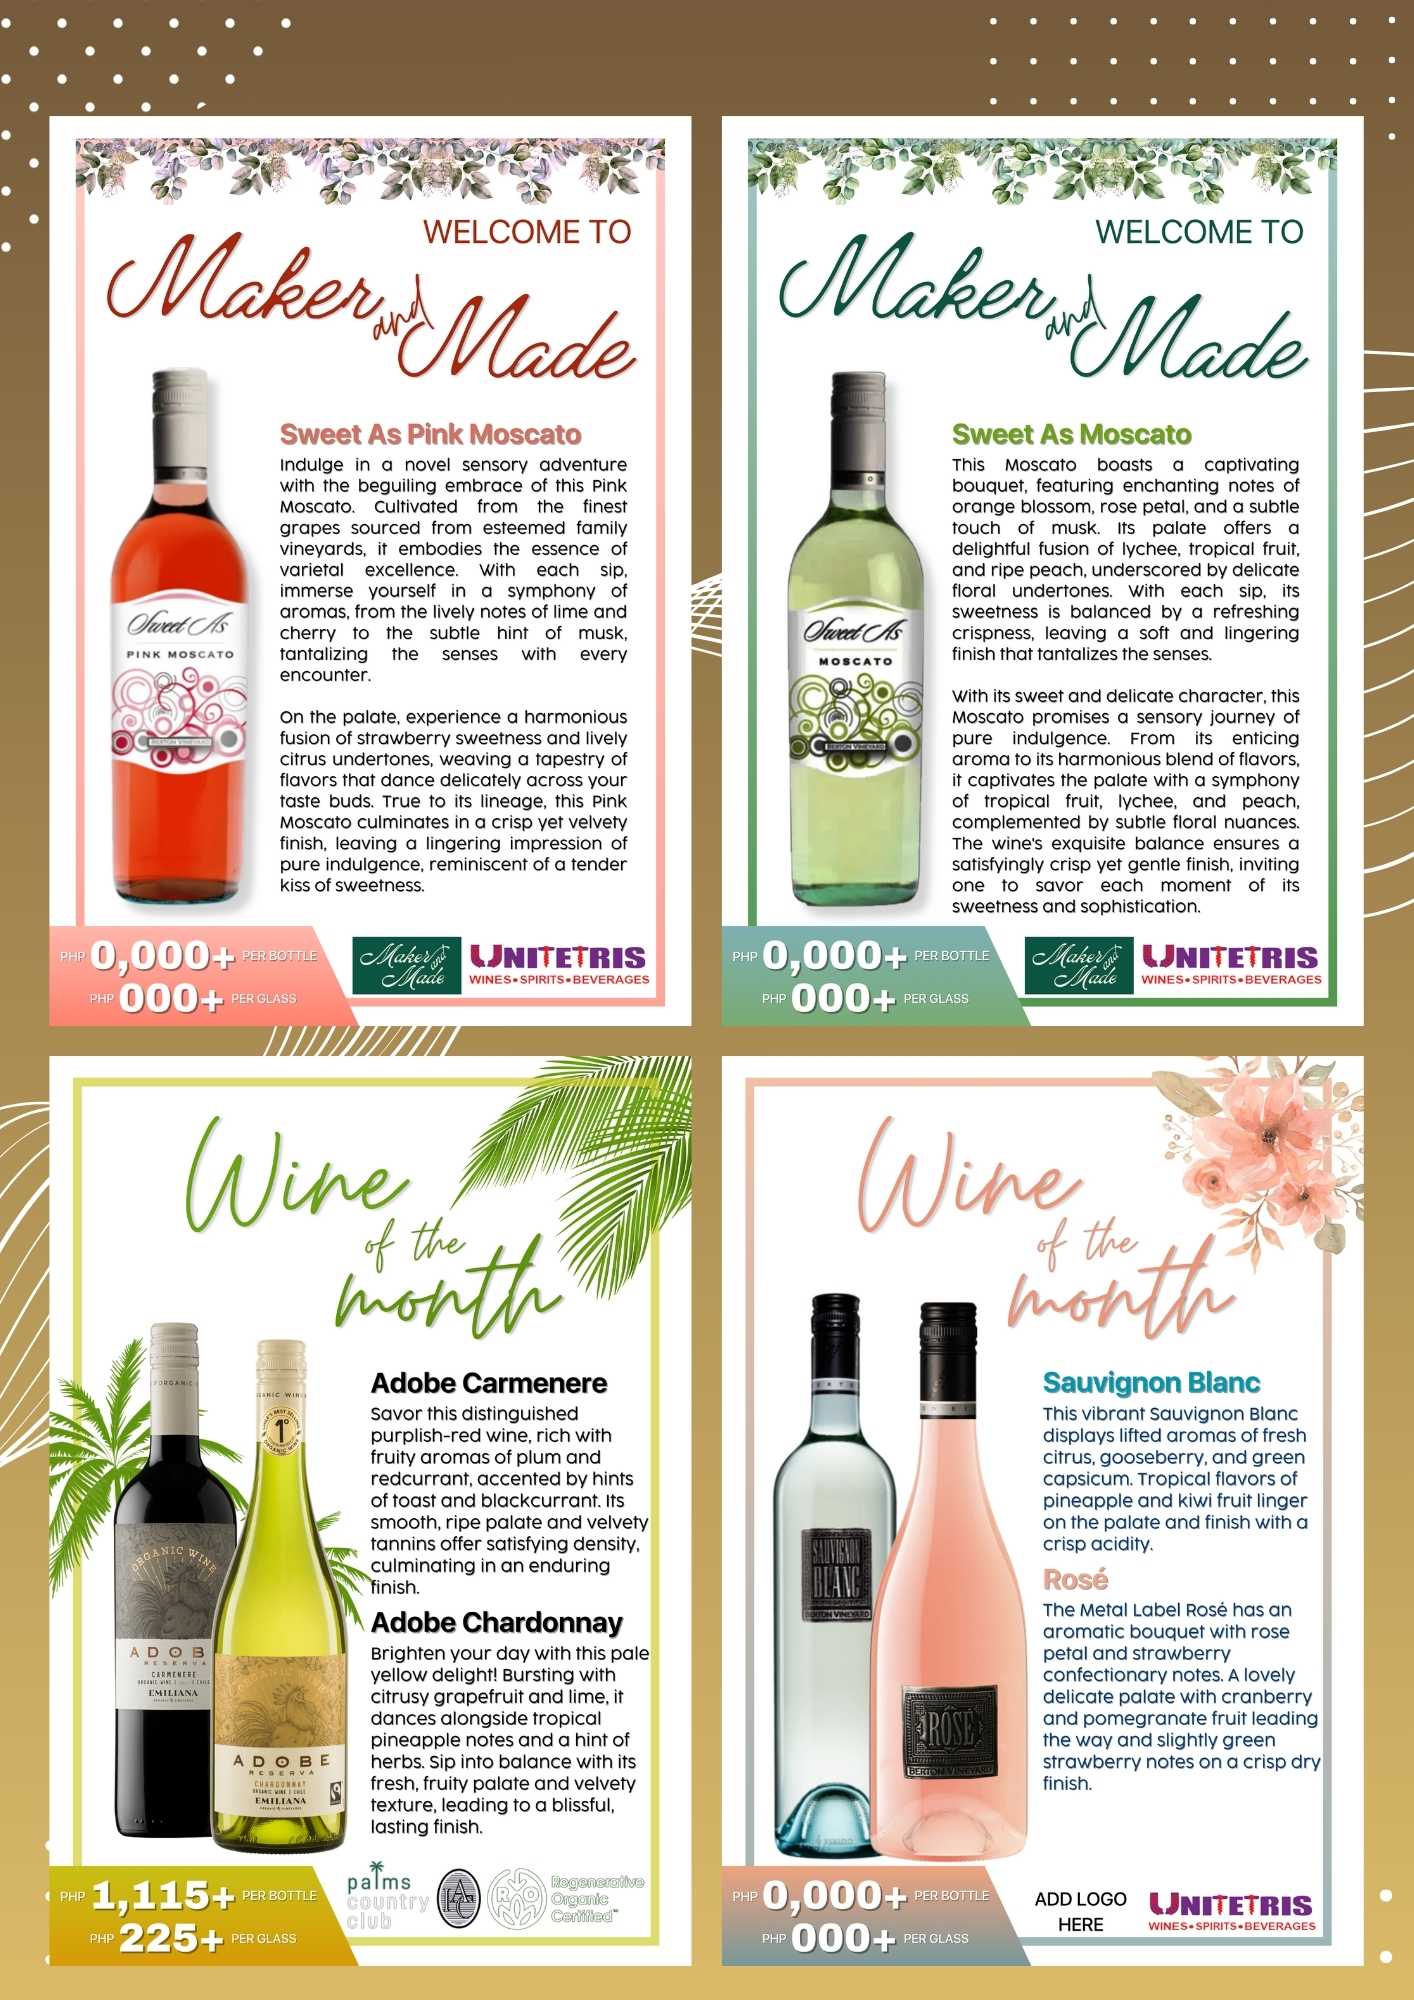 WELCOME TO
Maker and Made
Sweet As Pink Moscato
Indulge in a novel sensory adventure
with the beguiling embrace of this Pink
Moscato. Cultivated from the finest
grapes sourced from esteemed family
vineyards, it embodies the essence of
varietal excellence. With each sip,
immerse yourself in a symphony of
aromas, from the lively notes of lime and
cherry to the subtle hint of musk,
tantalizing the senses with every
encounter.
On the palate, experience a harmonious
fusion of strawberry sweetness and lively
citrus undertones, weaving a tapestry of
flavors that dance delicately across your
taste buds. True to its lineage, this Pink
Moscato culminates in a crisp yet velvety
finish, leaving a lingering impression of
pure indulgence, reminiscent of a tender
kiss of sweetness.
Sweet As
PINK MOSCATO
BERTON VINEYARD
PHP 0,000+ PER BOTTLE
PHP 000+ PER GLASS
Maker and Made
UNITETRIS
WINES•SPIRITS•BEVERAGES
WELCOME TO
Maker and Made
Sweet As Moscato
This Moscato boasts a captivating
bouquet, featuring enchanting notes of
orange blossom, rose petal, and a subtle
touch of musk. Its palate offers a
delightful fusion of lychee, tropical fruit,
and ripe peach, underscored by delicate
floral undertones. With each sip, its
sweetness is balanced by a refreshing
crispness, leaving a soft and lingering
finish that tantalizes the senses.
With its sweet and delicate character, this
Moscato promises a sensory journey of
pure indulgence. From its enticing
aroma to its harmonious blend of flavors,
it captivates the palate with a symphony
of tropical fruit, lychee, and peach,
complemented by subtle floral nuances.
The wine's exquisite balance ensures a
satisfyingly crisp yet gentle finish, inviting
one to savor each moment of its
sweetness and sophistication.
Sweet As
MOSCATO
BERTON VINEYARD
PHP 0,000+ PER BOTTLE
PHP 000+ PER GLASS
Maker and Made
UNITETRIS
WINES•SPIRITS•BEVERAGES
Wine
of the
month
Adobe Carmenere
Savor this distinguished
purplish-red wine, rich with
fruity aromas of plum and
redcurrant, accented by hints
of toast and blackcurrant. Its
smooth, ripe palate and velvety
tannins offer satisfying density,
culminating in an enduring
finish.
Adobe Chardonnay
Brighten your day with this pale
yellow delight! Bursting with
citrusy grapefruit and lime, it
dances alongside tropical
pineapple notes and a hint of
herbs. Sip into balance with its
fresh, fruity palate and velvety
texture, leading to a blissful,
lasting finish.
ORGANIC WINE
ADOB
RESERVA
CARMENERE
ORGANIC WINE | CHILE
EMILIANA
ADOBE
RESERVA
CHARDONNAY
ORGANIC WINE | CHILE
EMILIANA
PHP 1,115+ PER BOTTLE
PHP 225+ PER GLASS
palms
country
club
Regenerative
Organic
Certified™
Wine
of the
month
Sauvignon Blanc
This vibrant Sauvignon Blanc
displays lifted aromas of fresh
citrus, gooseberry, and green
capsicum. Tropical flavors of
pineapple and kiwi fruit linger
on the palate and finish with a
crisp acidity.
Rosé
The Metal Label Rosé has an
aromatic bouquet with rose
petal and strawberry
confectionary notes. A lovely
delicate palate with cranberry
and pomegranate fruit leading
the way and slightly green
strawberry notes on a crisp dry
finish.
SAUVIGNON
BLANC
BERTON VINEYARD
RÓSE
BERTON VINEYARD
PHP 0,000+ PER BOTTLE
PHP 000+ PER GLASS
ADD LOGO
HERE
UNITETRIS
WINES•SPIRITS•BEVERAGES